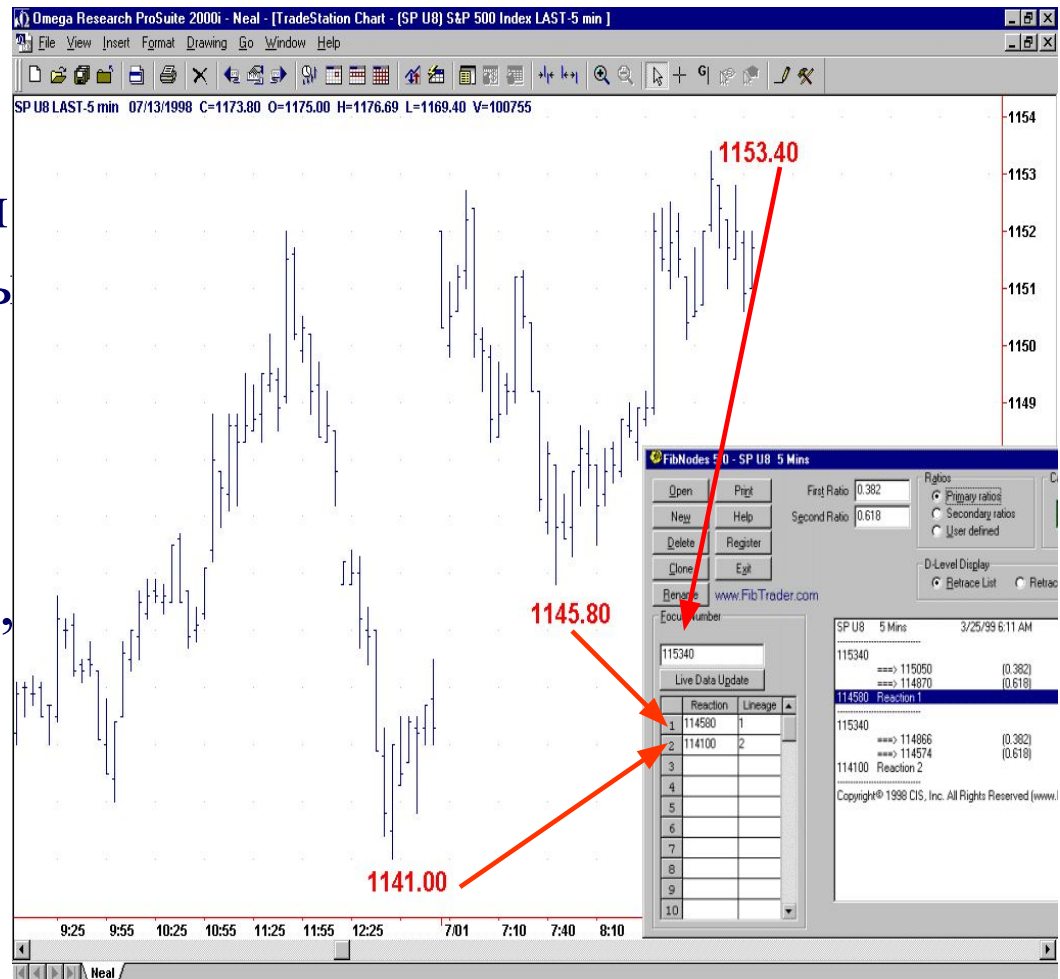 Omega Research ProSuite 2000i - Neal - [TradeStation Chart - (SP U8) S&P 500 Index LAST-5 min ]
File View Insert Format Drawing Go Window Help
SP U8 LAST-5 min 07/13/1998 C=1173.80 O=1175.00 H=1176.69 L=1169.40 V=100755
1154
1153.40
1153
1152
1151
1150
1149
FibNodes 5.0 - SP U8 5 Mins
Open Print First Ratio 0.382
New Help Second Ratio 0.618
Delete Register
Clone Exit
Rename www.FibTrader.com
Ratios
Primary ratios
Secondary ratios
User defined
D-Level Display
Retrace List
1145.80
Focus Number
115340
Live Data Update
Reaction Lineage
1 114580 1
2 114100 2
3
4
5
6
7
8
9
10
SP U8 5 Mins 3/25/99 6:11 AM
115340
===> 115050 (0.382)
===> 114870 (0.618)
114580 Reaction 1
115340
===> 114866 (0.382)
===> 114574 (0.618)
114100 Reaction 2
Copyright© 1998 CIS, Inc. All Rights Reserved
1141.00
9:25 9:55 10:25 10:55 11:25 11:55 12:25 7/01 7:10 7:40 8:10
Neal